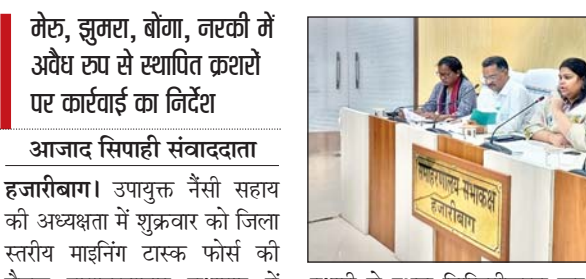 मेरु, झुमरा, बोंगा, नरकी में
अवैध रुप से स्थापित क्रशरों
पर कार्रवाई का निर्देश
आजाद सिपाही संवाददाता
हजारीबाग। उपायुक्त नैंसी सहाय
की अध्यक्षता में शुक्रवार को जिला
स्तरीय माइनिंग टास्क फोर्स की
समाहरणालय सभाकक्ष
हजारीबाग